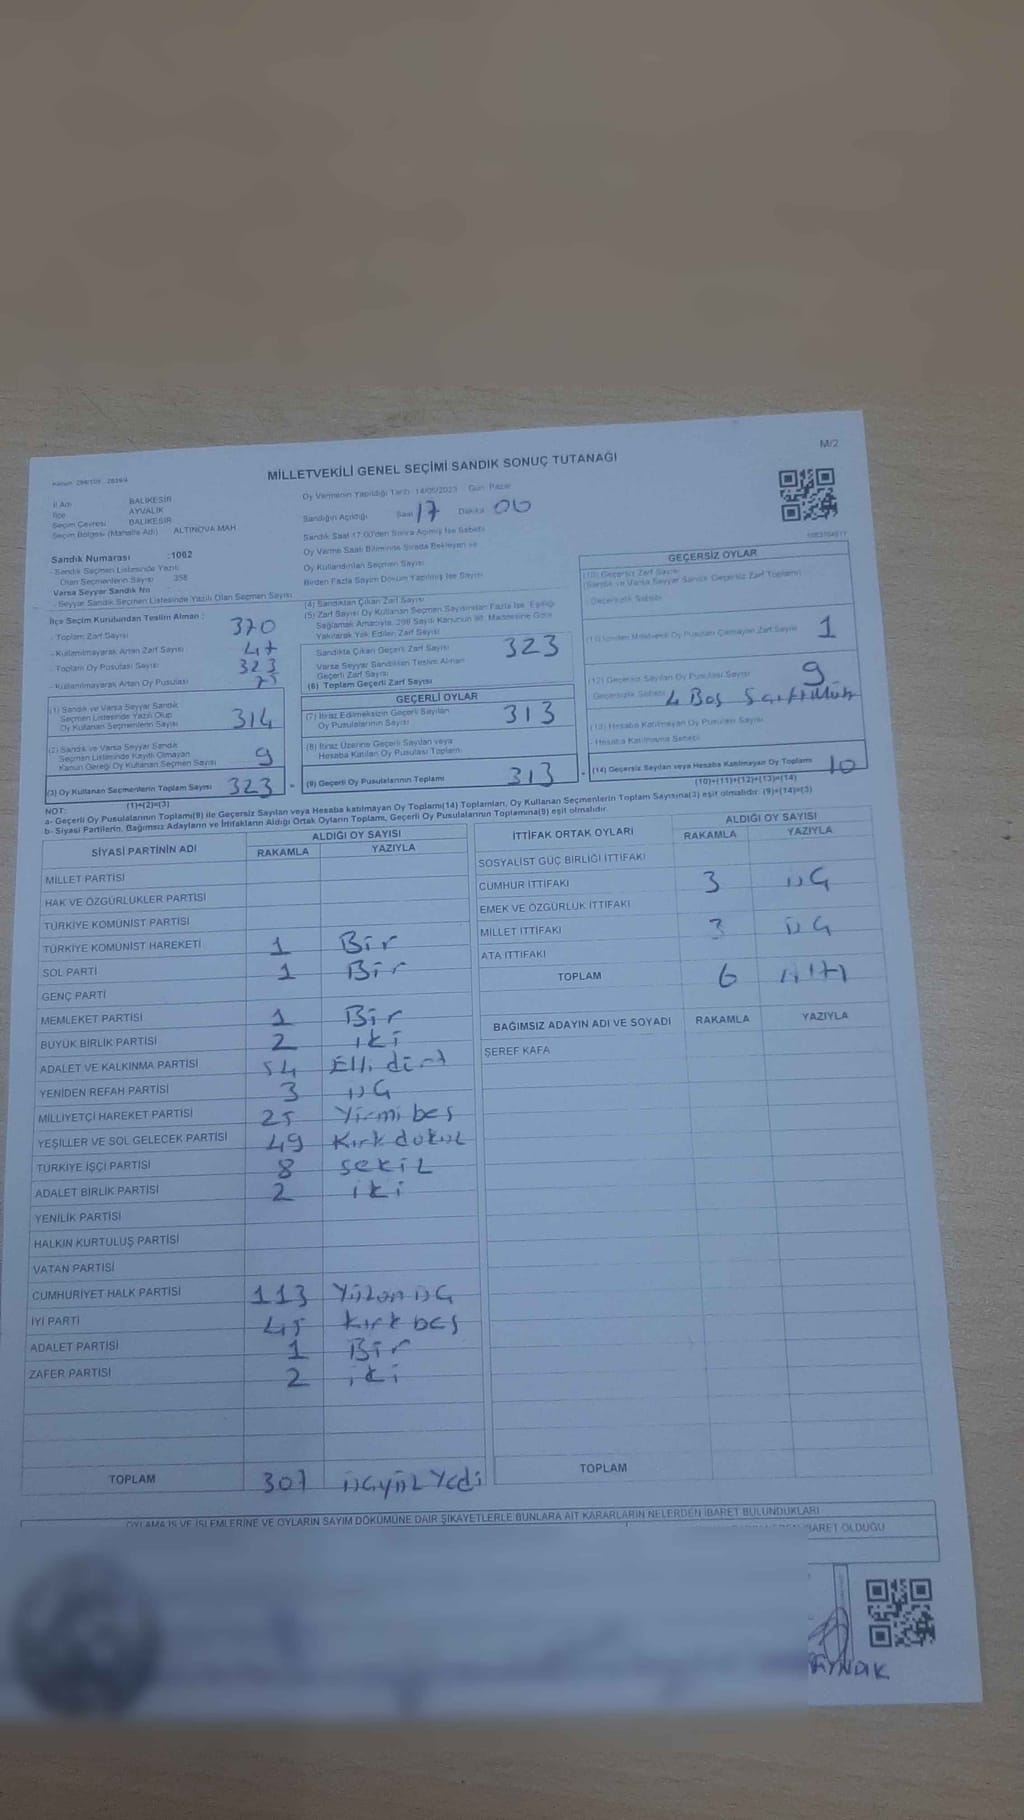 M/2
MİLLETVEKİLİ GENEL SEÇİMİ SANDIK SONUÇ TUTANAĞI
İl Adı BALIKESİR
İlçe AYVALIK
Seçim Çevresi BALIKESİR
Seçim Bölgesi (Mahalle Adı) ALTINOVA MAH
Sandık Numarası :1062
- Sandık Seçmen Listesinde Yazılı
Olan Seçmenlerin Sayısı 358
Varsa Seyyar Sandık No
- Seyyar Sandık Seçmen Listesinde Yazılı Olan Seçmen Sayısı
Oy Vermenin Yapıldığı Tarih 14/05/2023 Gün Pazar
Sandığın Açıldığı Saat 17 Dakika 00
Sandık Saat 17:00'den Sonra Açılmış İse Sebebi
Oy Verme Saati Bitiminde Sırada Bekleyen ve
Oy Kullandırılan Seçmen Sayısı
Birden Fazla Sayım Döküm Yapılmış İse Sayısı
İlçe Seçim Kurulundan Teslim Alınan :
- Toplam Zarf Sayısı 370
- Kullanılmayarak Artan Zarf Sayısı 47
- Toplam Oy Pusulası Sayısı 323
- Kullanılmayarak Artan Oy Pusulası
(1) Sandık ve Varsa Seyyar Sandık
Seçmen Listesinde Yazılı Olup
Oy Kullanan Seçmenlerin Sayısı 314
(2) Sandık ve Varsa Seyyar Sandık
Seçmen Listesinde Kayıtlı Olmayan
Kanun Gereği Oy Kullanan Seçmen Sayısı 9
(3) Oy Kullanan Seçmenlerin Toplam Sayısı 323
(1)+(2)=(3)
(4) Sandıktan Çıkan Zarf Sayısı
(5) Zarf Sayısı Oy Kullanan Seçmen Sayısından Fazla İse, Eşitliği
Sağlamak Amacıyla, 298 Sayılı Kanunun 98. Maddesine Göre
Yakılarak Yok Edilen Zarf Sayısı
Sandıkta Çıkan Geçerli Zarf Sayısı 323
Varsa Seyyar Sandıktan Teslim Alınan
Geçerli Zarf Sayısı
(6) Toplam Geçerli Zarf Sayısı
GEÇERLİ OYLAR
(7) İtiraz Edilmeksizin Geçerli Sayılan
Oy Pusulalarının Sayısı 313
(8) İtiraz Üzerine Geçerli Sayılan veya
Hesaba Katılan Oy Pusulası Toplamı
(9) Geçerli Oy Pusulalarının Toplamı 313
GEÇERSİZ OYLAR
(10) Geçersiz Zarf Sayısı
(Sandık ve Varsa Seyyar Sandık Geçersiz Zarf Toplamı)
- Geçersizlik Sebebi
(11) İçinden Milletvekili Oy Pusulası Çıkmayan Zarf Sayısı 1
(12) Geçersiz Sayılan Oy Pusulası Sayısı 9
Geçersizlik Sebebi 4 Boş
(13) Hesaba Katılmayan Oy Pusulası Sayısı
- Hesaba Katılmama Sebebi
(14) Geçersiz Sayılan veya Hesaba Katılmayan Oy Toplamı 10
(10)+(11)+(12)+(13)=(14)
NOT:
a- Geçerli Oy Pusulalarının Toplamı(9) ile Geçersiz Sayılan veya Hesaba katılmayan Oy Toplamı(14) Toplamları, Oy Kullanan Seçmenlerin Toplam Sayısına(3) eşit olmalıdır. (9)+(14)=(3)
b- Siyasi Partilerin, Bağımsız Adayların ve İttifakların Aldığı Ortak Oyların Toplamı, Geçerli Oy Pusulalarının Toplamına(9) eşit olmalıdır.
SİYASİ PARTİNİN ADI ALDIĞI OY SAYISI
RAKAMLA YAZIYLA
MİLLET PARTİSİ
HAK VE ÖZGÜRLÜKLER PARTİSİ
TÜRKİYE KOMÜNİST PARTİSİ
TÜRKİYE KOMÜNİST HAREKETİ 1 Bir
SOL PARTİ 1 Bir
GENÇ PARTİ
MEMLEKET PARTİSİ 1 Bir
BÜYÜK BİRLİK PARTİSİ 2 iki
ADALET VE KALKINMA PARTİSİ 54 Elli dört
YENİDEN REFAH PARTİSİ 3 üç
MİLLİYETÇİ HAREKET PARTİSİ 25 Yirmi beş
YEŞİLLER VE SOL GELECEK PARTİSİ 49 Kırk dokuz
TÜRKİYE İŞÇİ PARTİSİ 8 sekiz
ADALET BİRLİK PARTİSİ 2 iki
YENİLİK PARTİSİ
HALKIN KURTULUŞ PARTİSİ
VATAN PARTİSİ
CUMHURİYET HALK PARTİSİ 113 Yüzon üç
İYİ PARTİ 45 kırk beş
ADALET PARTİSİ 1 Bir
ZAFER PARTİSİ 2 iki
TOPLAM 307 üçyüz Yedi
İTTİFAK ORTAK OYLARI ALDIĞI OY SAYISI
RAKAMLA YAZIYLA
SOSYALİST GÜÇ BİRLİĞİ İTTİFAKI
CUMHUR İTTİFAKI 3 üç
EMEK VE ÖZGÜRLÜK İTTİFAKI
MİLLET İTTİFAKI 3 üç
ATA İTTİFAKI
TOPLAM 6 altı
BAĞIMSIZ ADAYIN ADI VE SOYADI RAKAMLA YAZIYLA
ŞEREF KAFA
TOPLAM
OYLAMA İŞ VE İŞLEMLERİNE VE OYLARIN SAYIM DÖKÜMÜNE DAİR ŞİKAYETLERLE BUNLARA AİT KARARLARIN NELERDEN İBARET BULUNDUKLARI
İBARET OLDUĞU